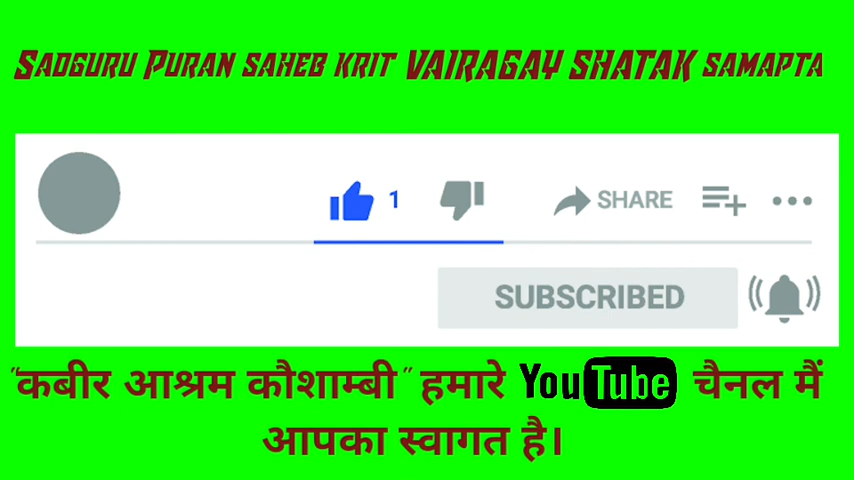 Sadguru Puran saheb krit VAIRAGAY SHATAK samapta
1 SHARE
SUBSCRIBED
"कबीर आश्रम कौशाम्बी" हमारे YouTube चैनल मैं
आपका स्वागत है।